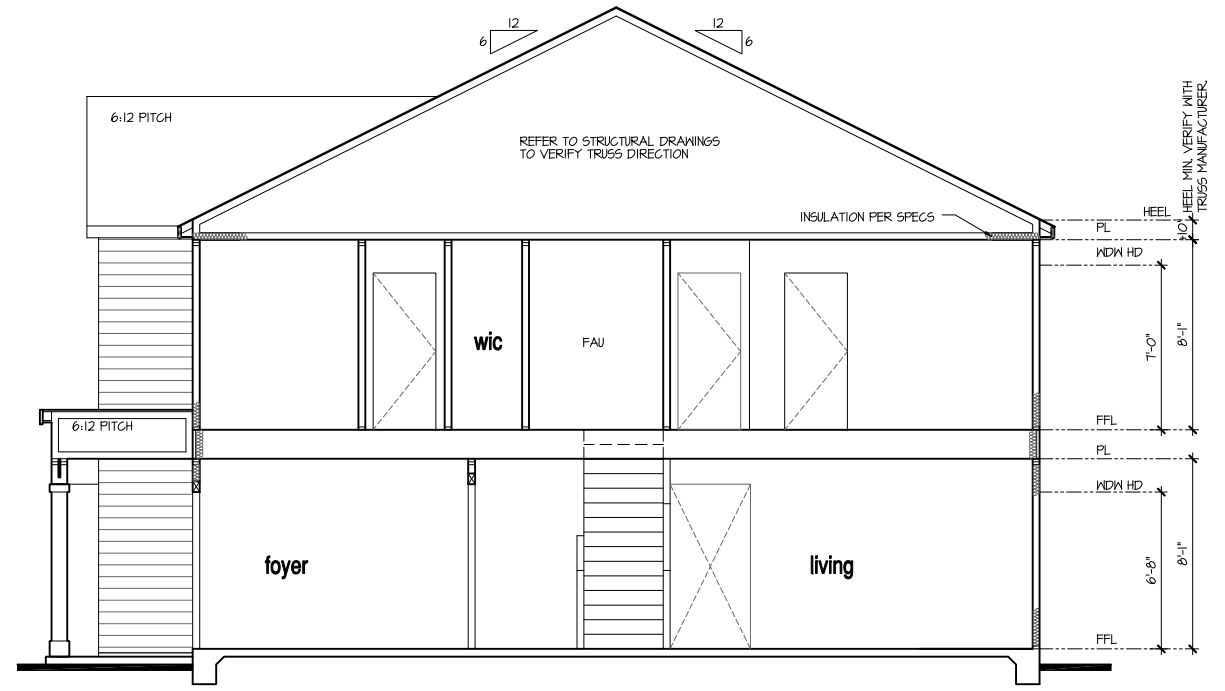 12
6
12
6
6:12 PITCH
REFER TO STRUCTURAL DRAWINGS
TO VERIFY TRUSS DIRECTION
INSULATION PER SPECS
HEEL
10" HEEL MIN. VERIFY WITH
TRUSS MANUFACTURER.
PL
WDW HD
wic
FAU
7'-0"
8'-1"
6:12 PITCH
FFL
PL
WDW HD
foyer
living
6'-8"
8'-1"
FFL